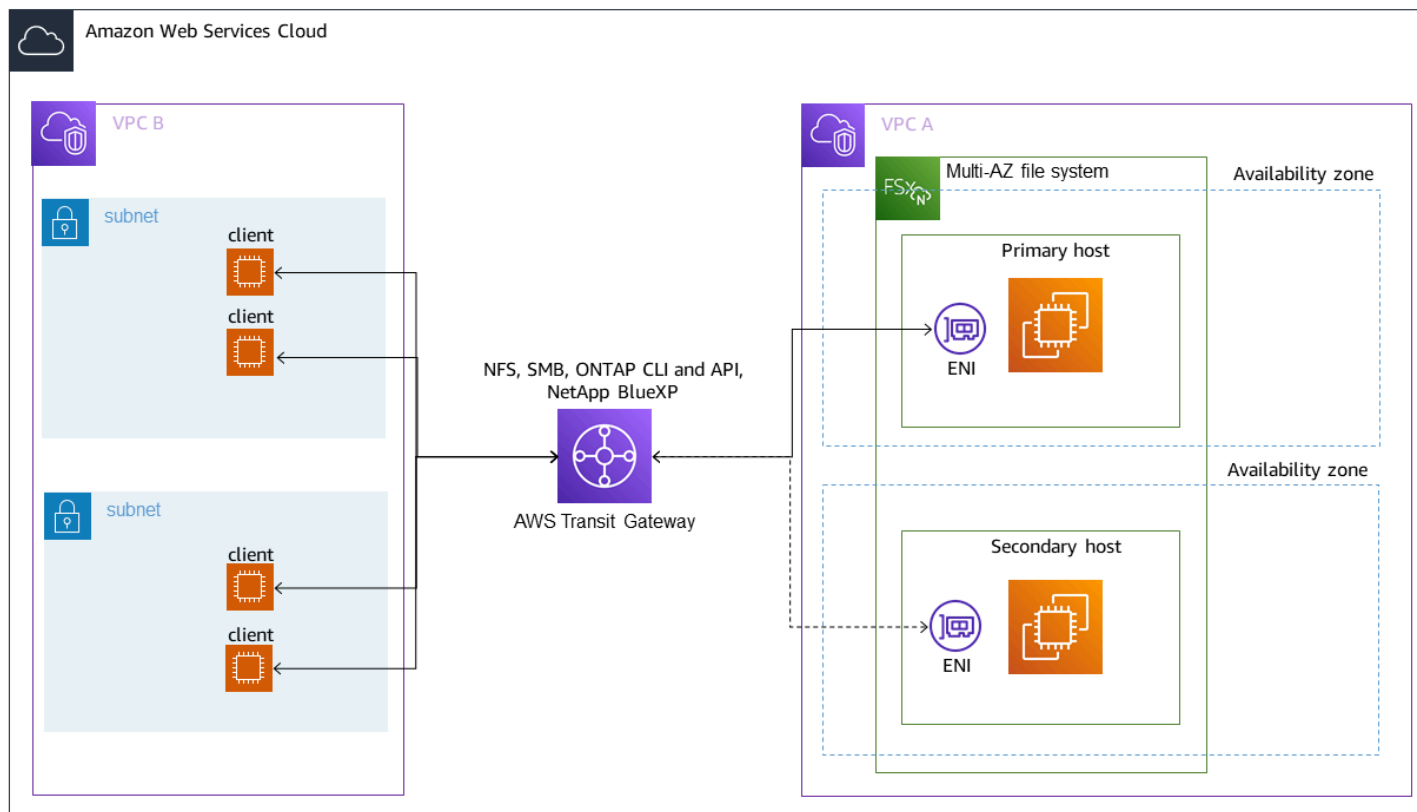 Amazon Web Services Cloud
VPC B
subnet
client
client
subnet
client
client
NFS, SMB, ONTAP CLI and API,
NetApp BlueXP
AWS Transit Gateway
VPC A
FSx
N
Multi-AZ file system
Availability zone
Primary host
ENI
Availability zone
Secondary host
ENI